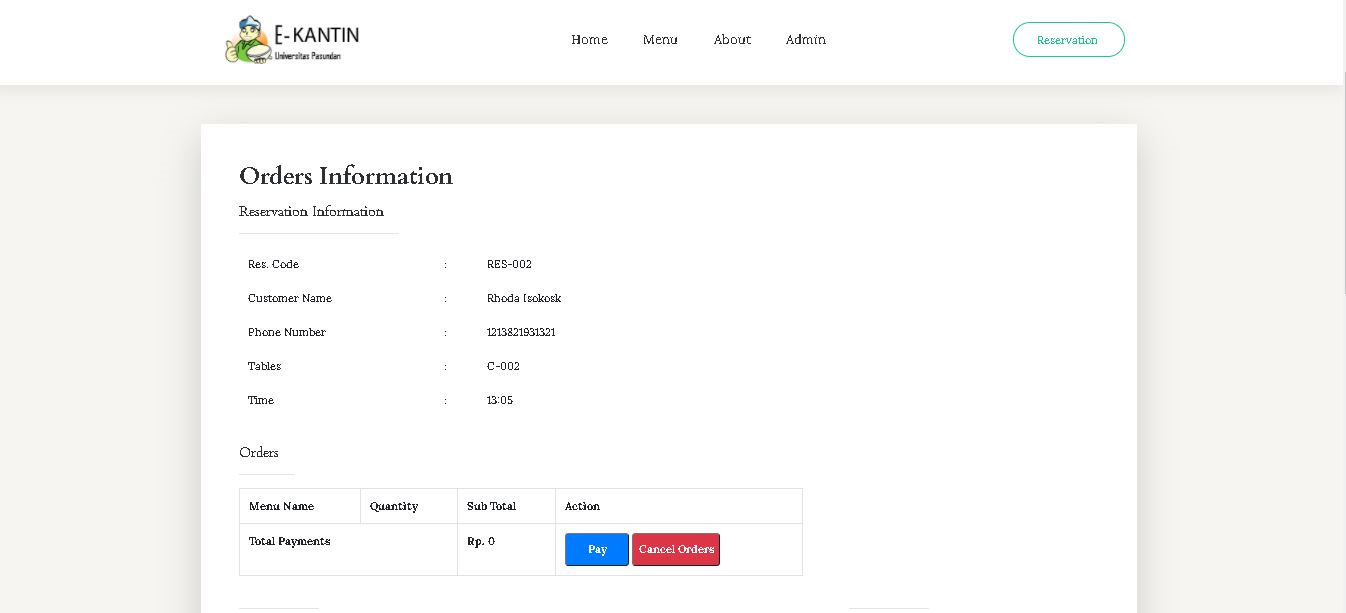 E-KANTIN
Universitas Pasundan
Home Menu About Admin
Reservation
Orders Information
Reservation Information
Res. Code : RES-002
Customer Name : Rhoda Isokosk
Phone Number : 1213821931321
Tables : C-002
Time : 13:05
Orders
Menu Name Quantity Sub Total Action
Total Payments Rp. 0 Pay Cancel Orders